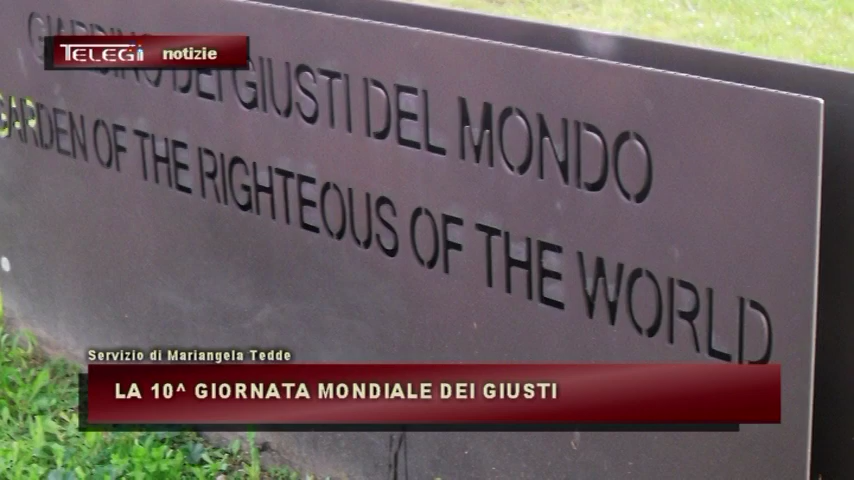 TELEGI notizie
GIARDINO DEI GIUSTI DEL MONDO
GARDEN OF THE RIGHTEOUS OF THE WORLD
Servizio di Mariangela Tedde
LA 10^ GIORNATA MONDIALE DEI GIUSTI